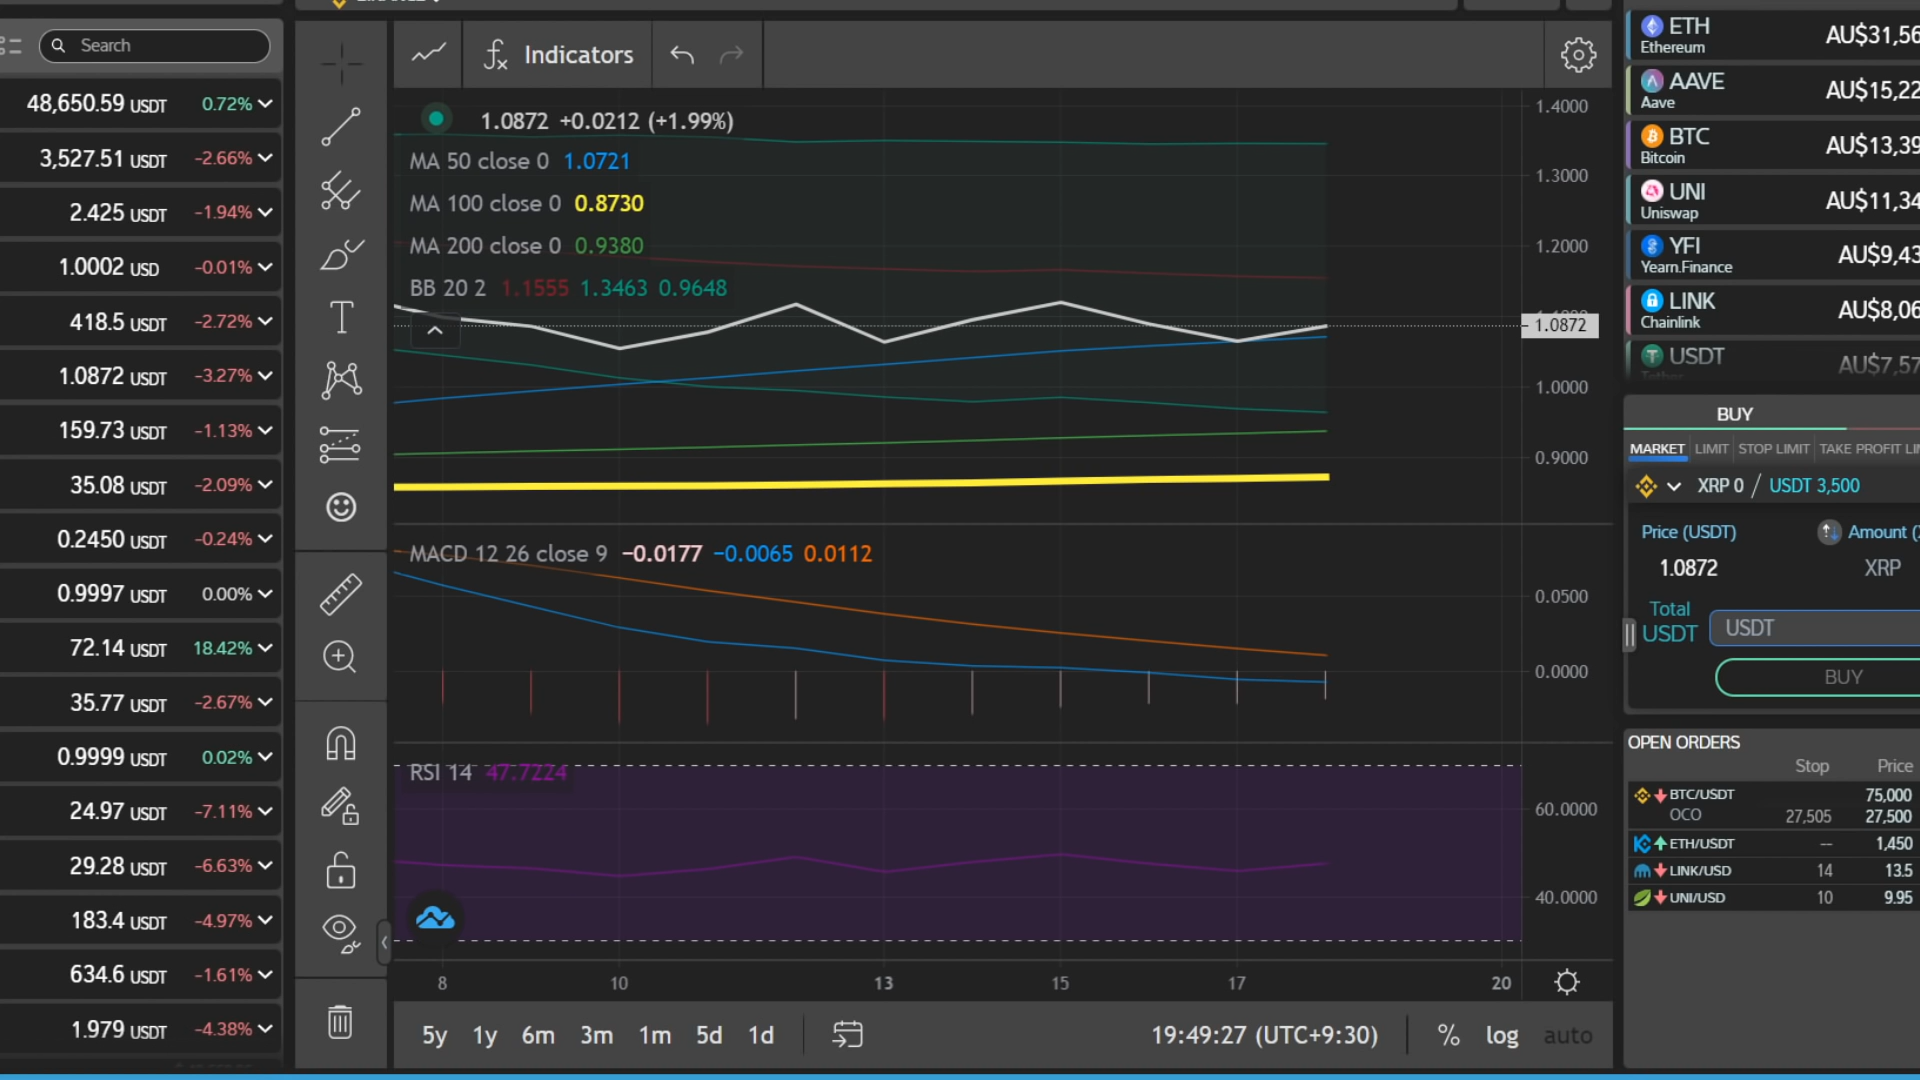 Search
48,650.59 USDT 0.72%
3,527.51 USDT -2.66%
2.425 USDT -1.94%
1.0002 USD -0.01%
418.5 USDT -2.72%
1.0872 USDT -3.27%
159.73 USDT -1.13%
35.08 USDT -2.09%
0.2450 USDT -0.24%
0.9997 USDT 0.00%
72.14 USDT 18.42%
35.77 USDT -2.67%
0.9999 USDT 0.02%
24.97 USDT -7.11%
29.28 USDT -6.63%
183.4 USDT -4.97%
634.6 USDT -1.61%
1.979 USDT -4.38%
Indicators
1.0872 +0.0212 (+1.99%)
MA 50 close 0 1.0721
MA 100 close 0 0.8730
MA 200 close 0 0.9380
BB 20 2 1.1555 1.3463 0.9648
1.4000
1.3000
1.2000
1.0872
1.0000
0.9000
MACD 12 26 close 9 −0.0177 −0.0065 0.0112
0.0500
0.0000
RSI 14 47.7224
60.0000
40.0000
8 10 13 15 17 20
5y 1y 6m 3m 1m 5d 1d 19:49:27 (UTC+9:30) % log auto
ETH AU$31,56
Ethereum
AAVE AU$15,22
Aave
BTC AU$13,39
Bitcoin
UNI AU$11,34
Uniswap
YFI AU$9,43
Yearn.Finance
LINK AU$8,06
Chainlink
USDT AU$7,57
BUY
MARKET LIMIT STOP LIMIT TAKE PROFIT LI
XRP 0 / USDT 3,500
Price (USDT) Amount (
1.0872 XRP
Total
USDT USDT
BUY
OPEN ORDERS
Stop Price
BTC/USDT 75,000
OCO 27,505 27,500
ETH/USDT -- 1,450
LINK/USD 14 13.5
UNI/USD 10 9.95